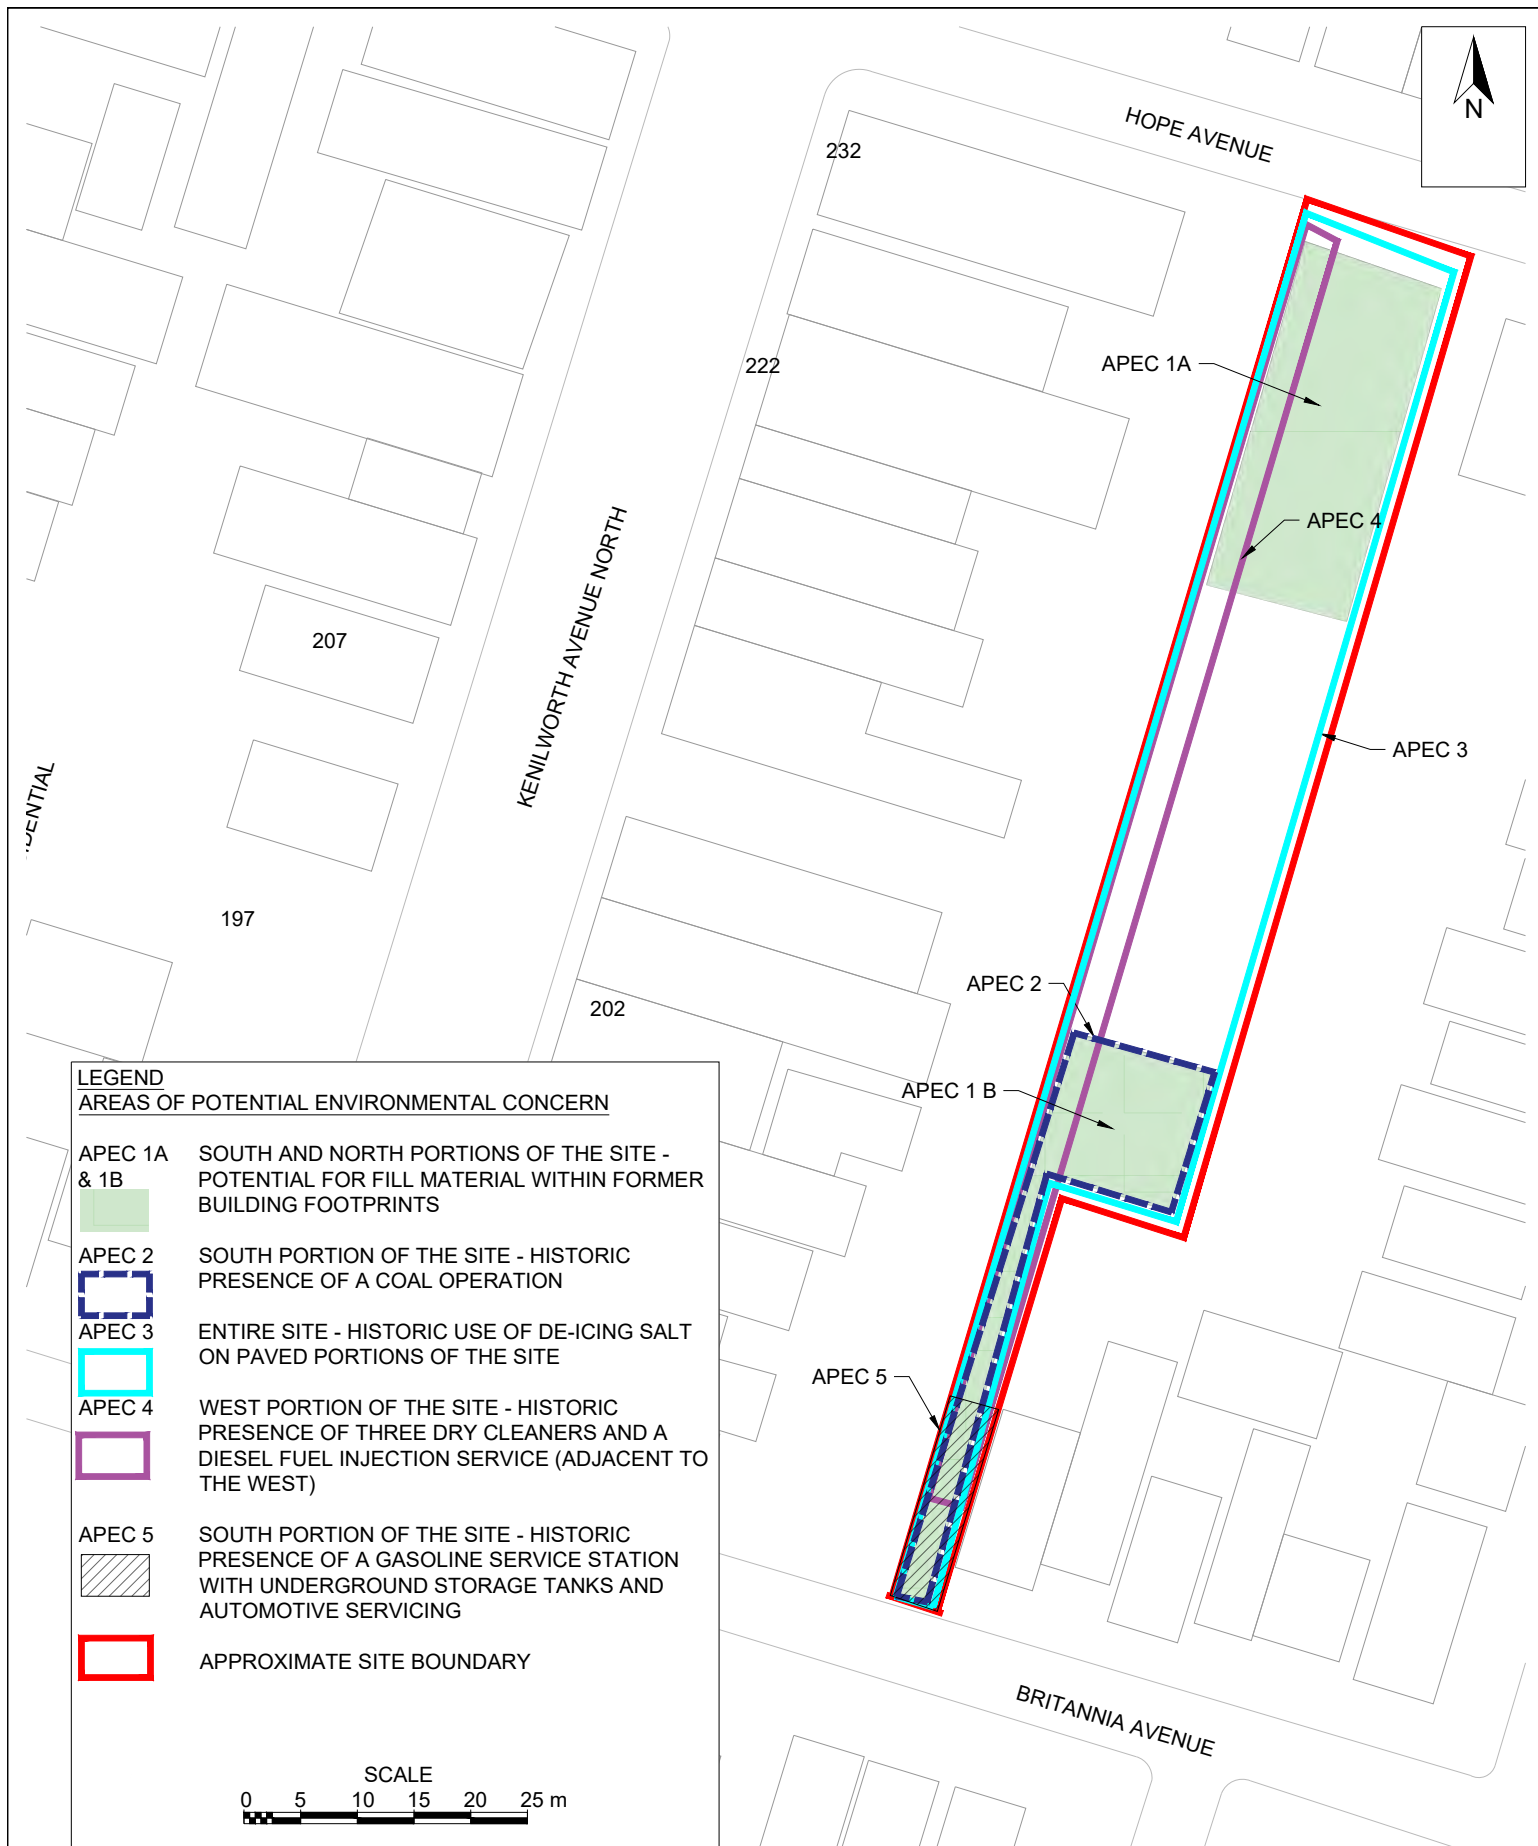 N
HOPE AVENUE
232
222
APEC 1A
APEC 4
KENILWORTH AVENUE NORTH
207
APEC 3
197
APEC 2
202
APEC 1 B
APEC 5
BRITANNIA AVENUE
LEGEND
AREAS OF POTENTIAL ENVIRONMENTAL CONCERN
APEC 1A
& 1B
SOUTH AND NORTH PORTIONS OF THE SITE -
POTENTIAL FOR FILL MATERIAL WITHIN FORMER
BUILDING FOOTPRINTS
APEC 2
SOUTH PORTION OF THE SITE - HISTORIC
PRESENCE OF A COAL OPERATION
APEC 3
ENTIRE SITE - HISTORIC USE OF DE-ICING SALT
ON PAVED PORTIONS OF THE SITE
APEC 4
WEST PORTION OF THE SITE - HISTORIC
PRESENCE OF THREE DRY CLEANERS AND A
DIESEL FUEL INJECTION SERVICE (ADJACENT TO
THE WEST)
APEC 5
SOUTH PORTION OF THE SITE - HISTORIC
PRESENCE OF A GASOLINE SERVICE STATION
WITH UNDERGROUND STORAGE TANKS AND
AUTOMOTIVE SERVICING
APPROXIMATE SITE BOUNDARY
SCALE
0 5 10 15 20 25 m